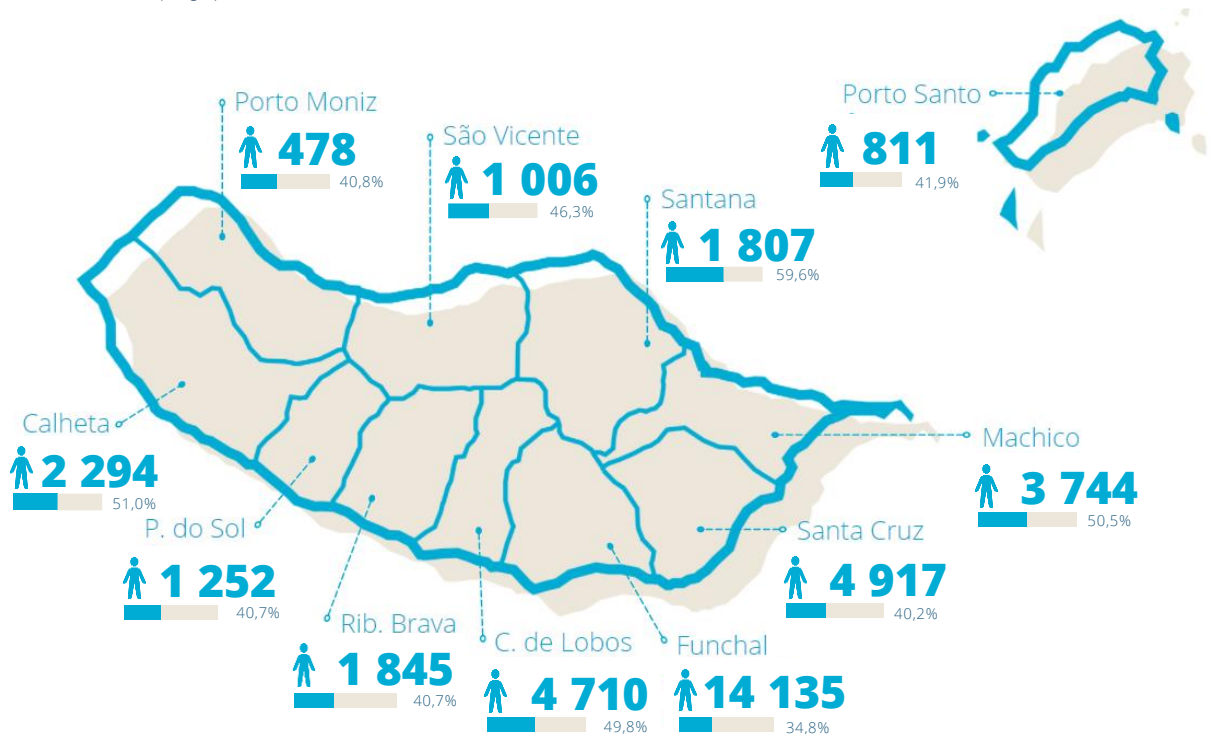 Porto Moniz
478
40,8%
São Vicente
1 006
46,3%
Santana
1 807
59,6%
Porto Santo
811
41,9%
Calheta
2 294
51,0%
P. do Sol
1 252
40,7%
Rib. Brava
1 845
40,7%
C. de Lobos
4 710
49,8%
Funchal
14 135
34,8%
Santa Cruz
4 917
40,2%
Machico
3 744
50,5%